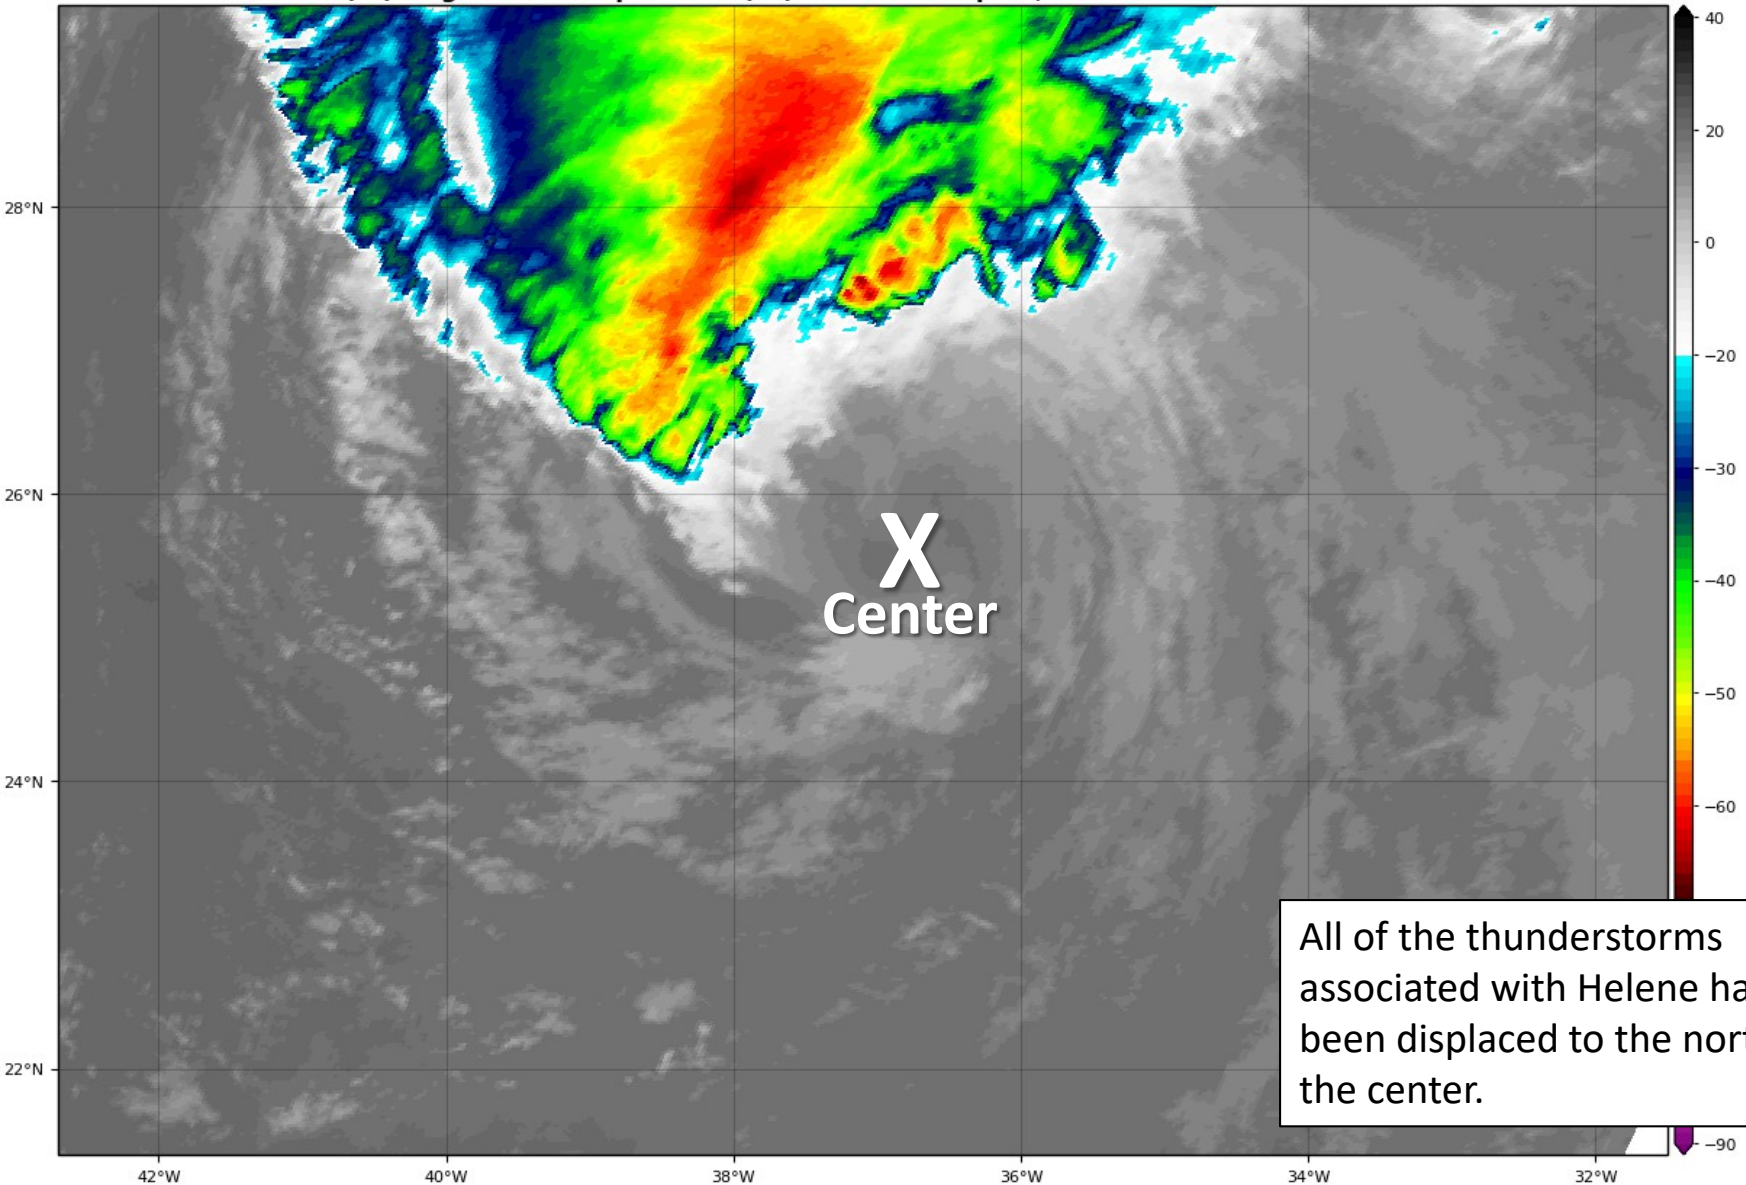 40
20
28°N
0
−20
−30
26°N
X
−40
Center
−50
24°N
−60
All of the thunderstorms
associated with Helene
been displaced to the
22°N
the center.
−90
42°W 40°W 38°W 36°W 34°W 32°W